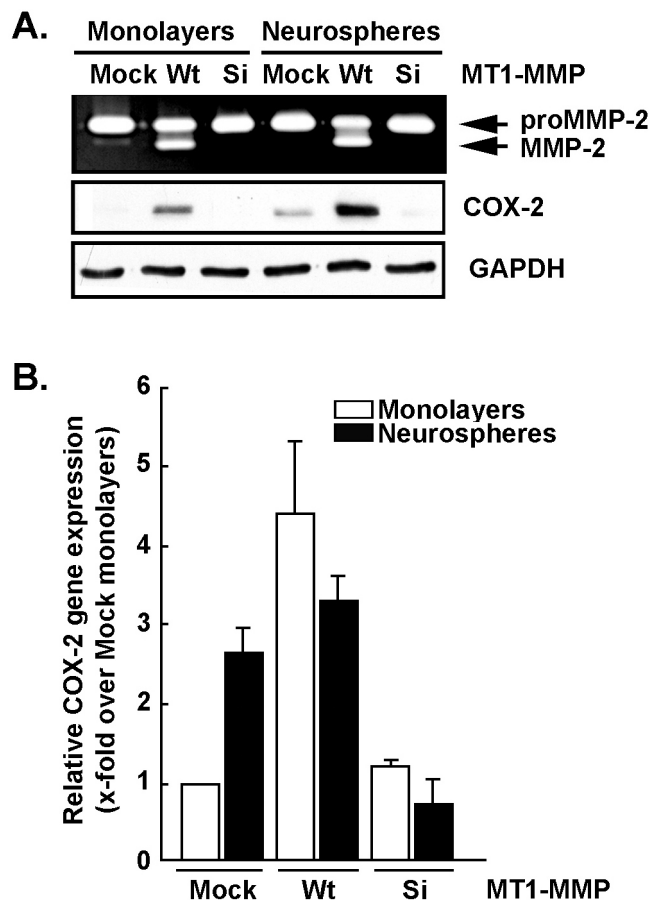 A.
Monolayers Neurospheres
Mock Wt Si Mock Wt Si MT1-MMP
proMMP-2
MMP-2
COX-2
GAPDH
B.
Relative COX-2 gene expression
(x-fold over Mock monolayers)
6
5
4
3
2
1
0
Monolayers
Neurospheres
Mock Wt Si MT1-MMP